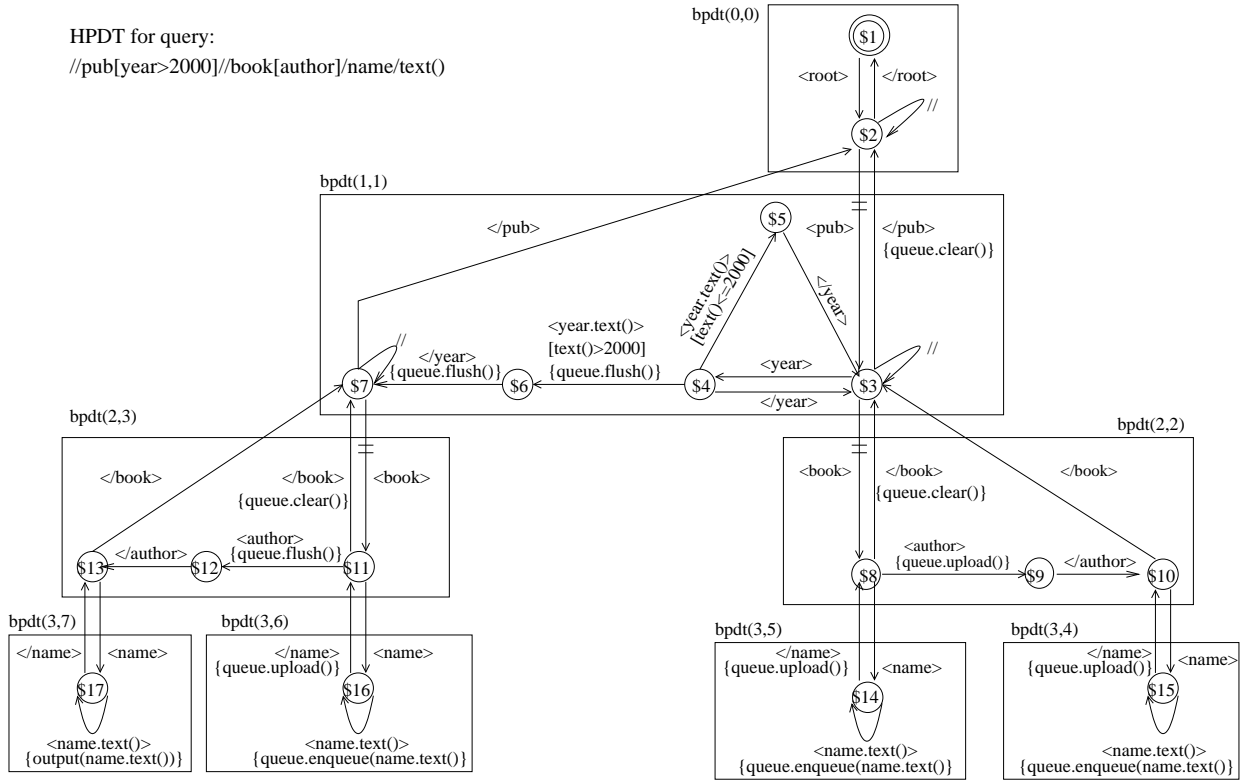 HPDT for query:
//pub[year>2000]//book[author]/name/text()
bpdt(0,0)
$1
<root>
</root>
//
$2
bpdt(1,1)
</pub>
$5
<pub>
</pub>
{queue.clear()}
<year.text()>
[text()<=2000]
</year>
<year.text()>
[text()>2000]
{queue.flush()}
</year>
{queue.flush()}
//
<year>
</year>
//
$7
$6
$4
$3
bpdt(2,3)
</book>
</book>
{queue.clear()}
<book>
</author>
<author>
{queue.flush()}
$13
$12
$11
bpdt(2,2)
<book>
</book>
{queue.clear()}
</book>
<author>
{queue.upload()}
</author>
$8
$9
$10
bpdt(3,7)
</name>
<name>
$17
<name.text()>
{output(name.text())}
bpdt(3,6)
</name>
{queue.upload()}
<name>
$16
<name.text()>
{queue.enqueue(name.text()}
bpdt(3,5)
</name>
{queue.upload()}
<name>
$14
<name.text()>
{queue.enqueue(name.text()}
bpdt(3,4)
</name>
{queue.upload()}
<name>
$15
<name.text()>
{queue.enqueue(name.text()}